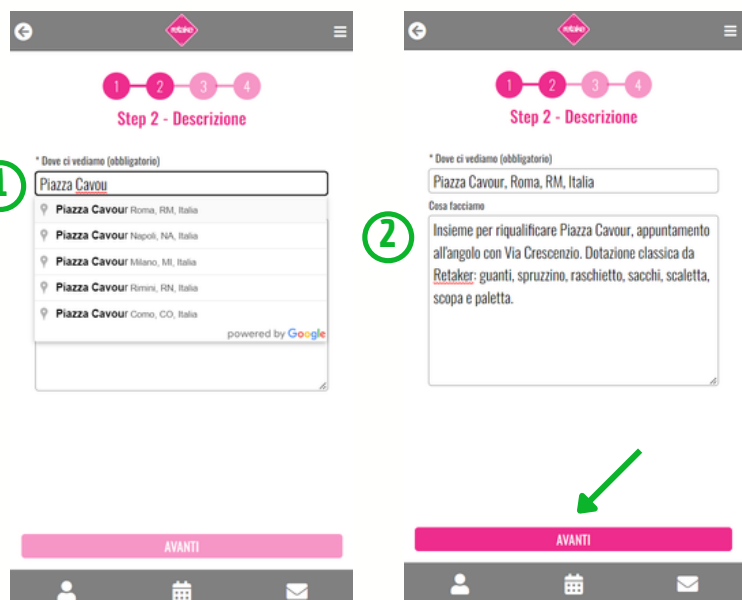 retake
1 2 3 4
Step 2 - Descrizione
* Dove ci vediamo (obbligatorio)
1
Piazza Cavou
Piazza Cavour Roma, RM, Italia
Piazza Cavour Napoli, NA, Italia
Piazza Cavour Milano, MI, Italia
Piazza Cavour Rimini, RN, Italia
Piazza Cavour Como, CO, Italia
powered by Google
AVANTI
retake
1 2 3 4
Step 2 - Descrizione
* Dove ci vediamo (obbligatorio)
Piazza Cavour, Roma, RM, Italia
Cosa facciamo
2
Insieme per riqualificare Piazza Cavour, appuntamento
all'angolo con Via Crescenzio. Dotazione classica da
Retaker: guanti, spruzzino, raschietto, sacchi, scaletta,
scopa e paletta.
AVANTI